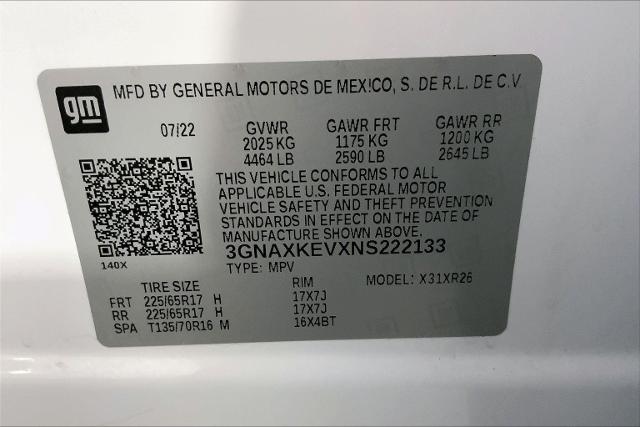 gm
MFD BY GENERAL MOTORS DE MEXICO, S. DE R.L. DE C.V.
07/22 GVWR GAWR FRT GAWR RR
2025 KG 1175 KG 1200 KG
4464 LB 2590 LB 2645 LB
THIS VEHICLE CONFORMS TO ALL
APPLICABLE U.S. FEDERAL MOTOR
VEHICLE SAFETY AND THEFT PREVENTION
STANDARDS IN EFFECT ON THE DATE OF
MANUFACTURE SHOWN ABOVE.
3GNAXKEVXNS222133
140X TYPE: MPV
TIRE SIZE RIM MODEL: X31XR26
FRT 225/65R17 H 17X7J
RR 225/65R17 H 17X7J
SPA T135/70R16 M 16X4BT